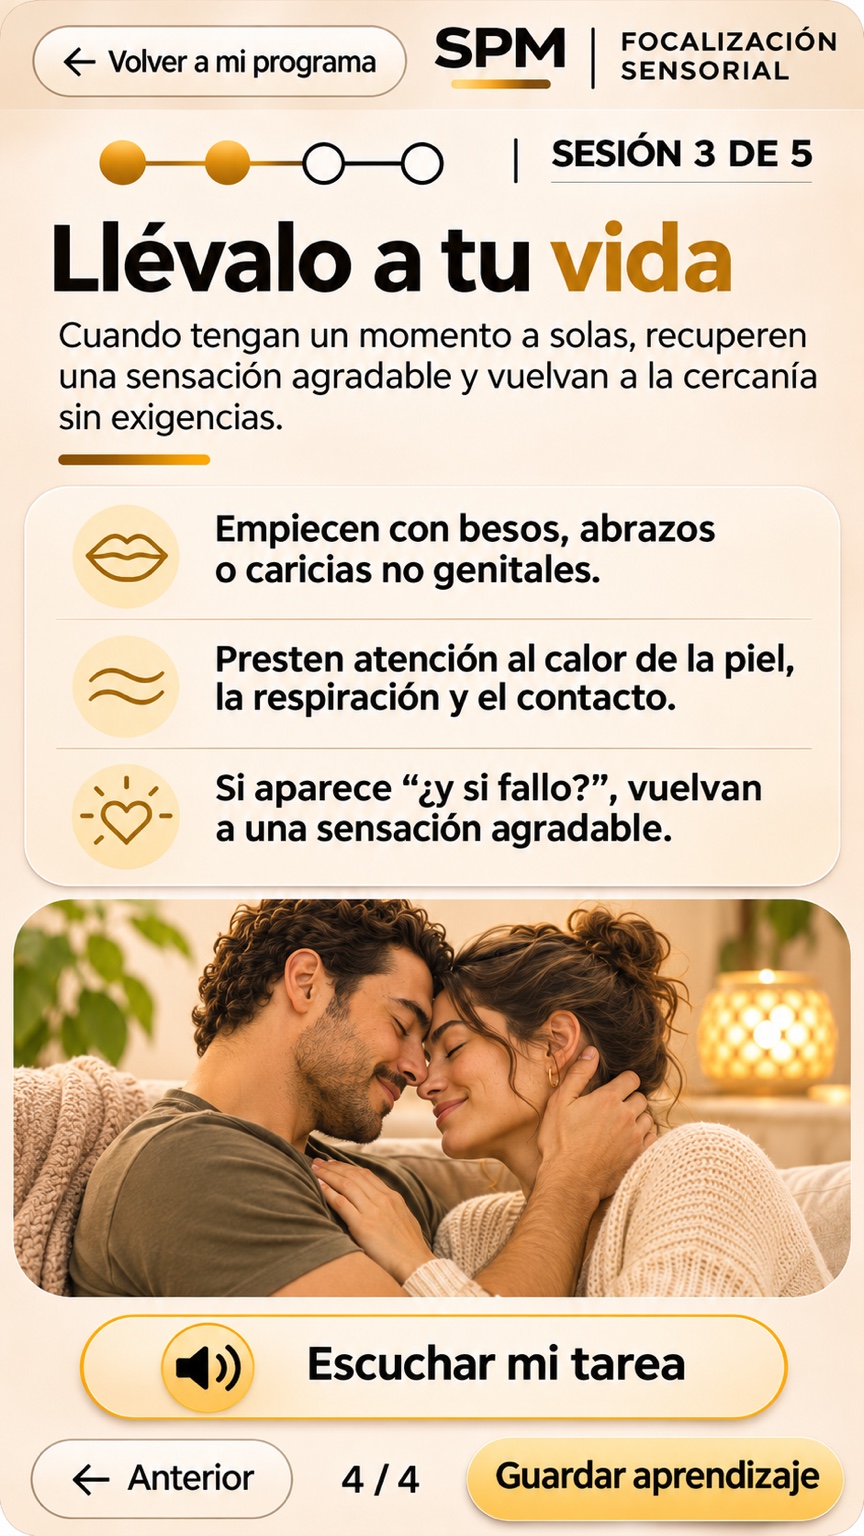 ← Volver a mi programa
SPM
FOCALIZACIÓN
SENSORIAL
SESIÓN 3 DE 5
Llévalo a tu vida
Cuando tengan un momento a solas, recuperen
una sensación agradable y vuelvan a la cercanía
sin exigencias.
Empiecen con besos, abrazos
o caricias no genitales.
Presten atención al calor de la piel,
la respiración y el contacto.
Si aparece “¿y si fallo?”, vuelvan
a una sensación agradable.
Escuchar mi tarea
← Anterior
4 / 4
Guardar aprendizaje